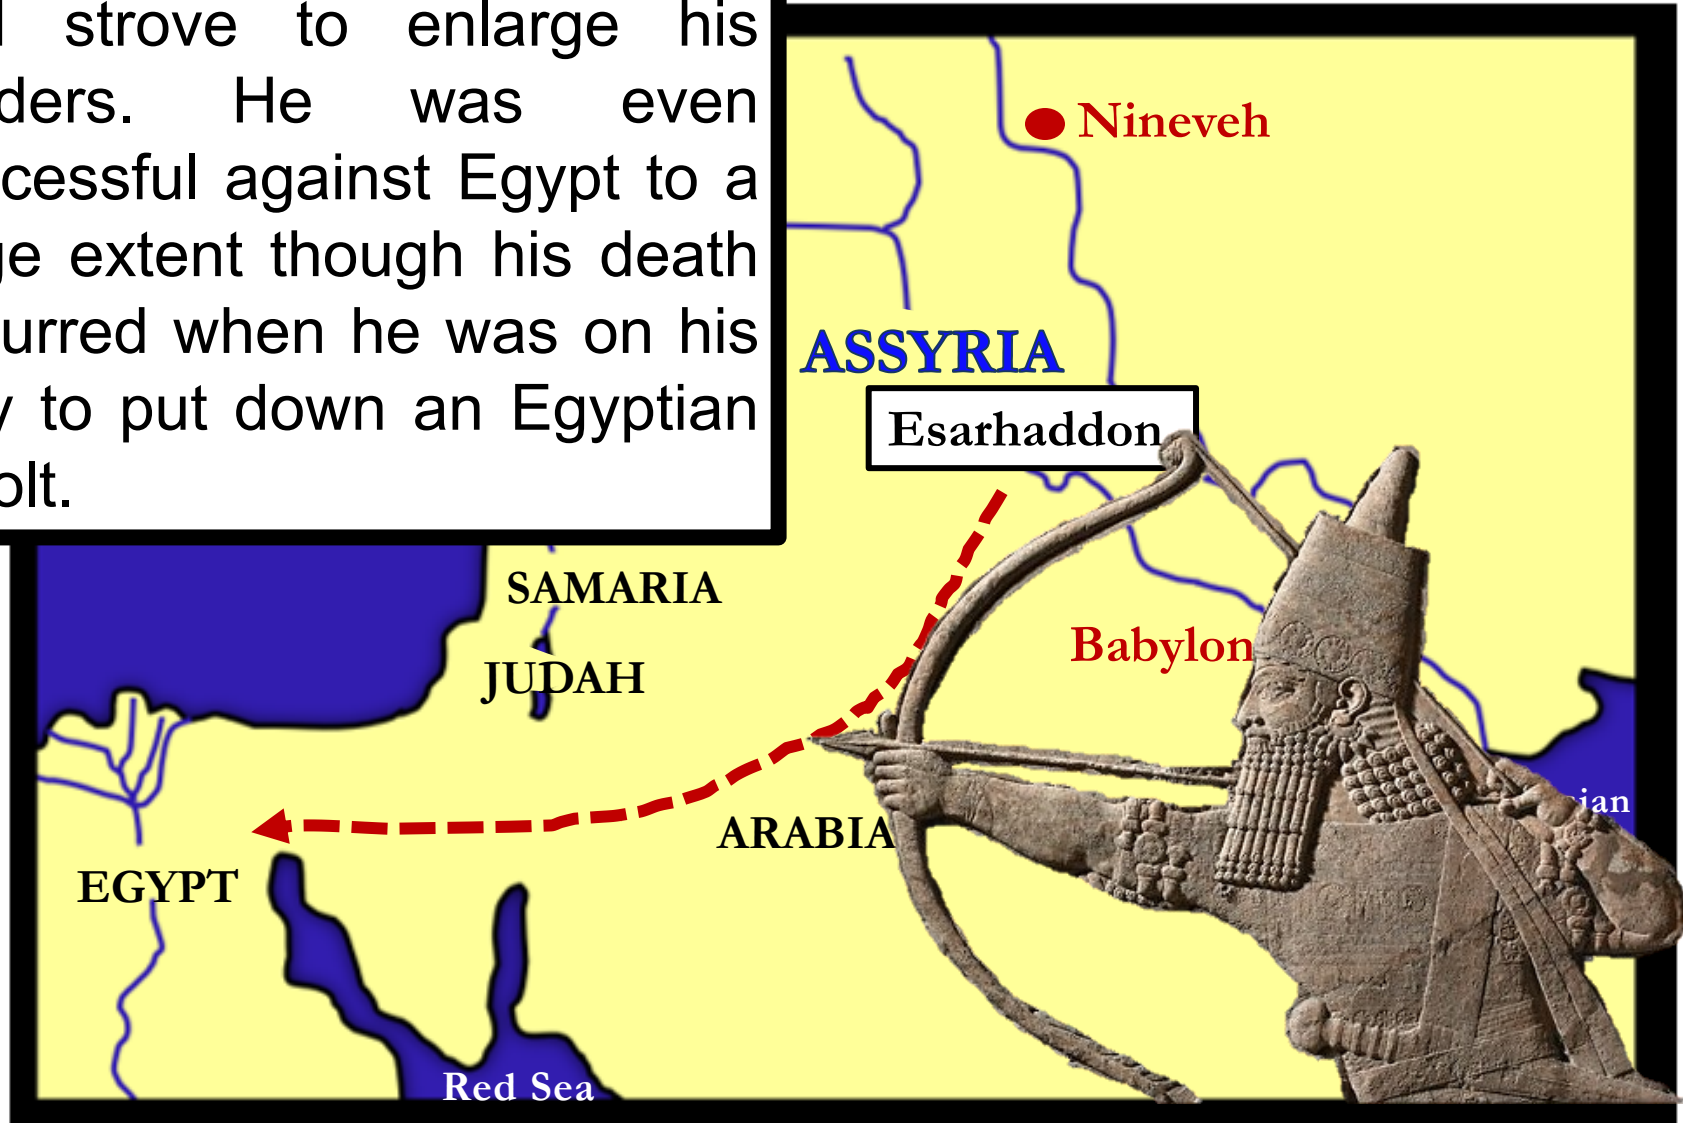 strove to enlarge his
ders. He was even
cessful against Egypt to a
ge extent though his death
urred when he was on his
y to put down an Egyptian
olt.
Nineveh
ASSYRIA
Esarhaddon
SAMARIA
JUDAH
Babylon
ARABIA
ian
EGYPT
Red Sea